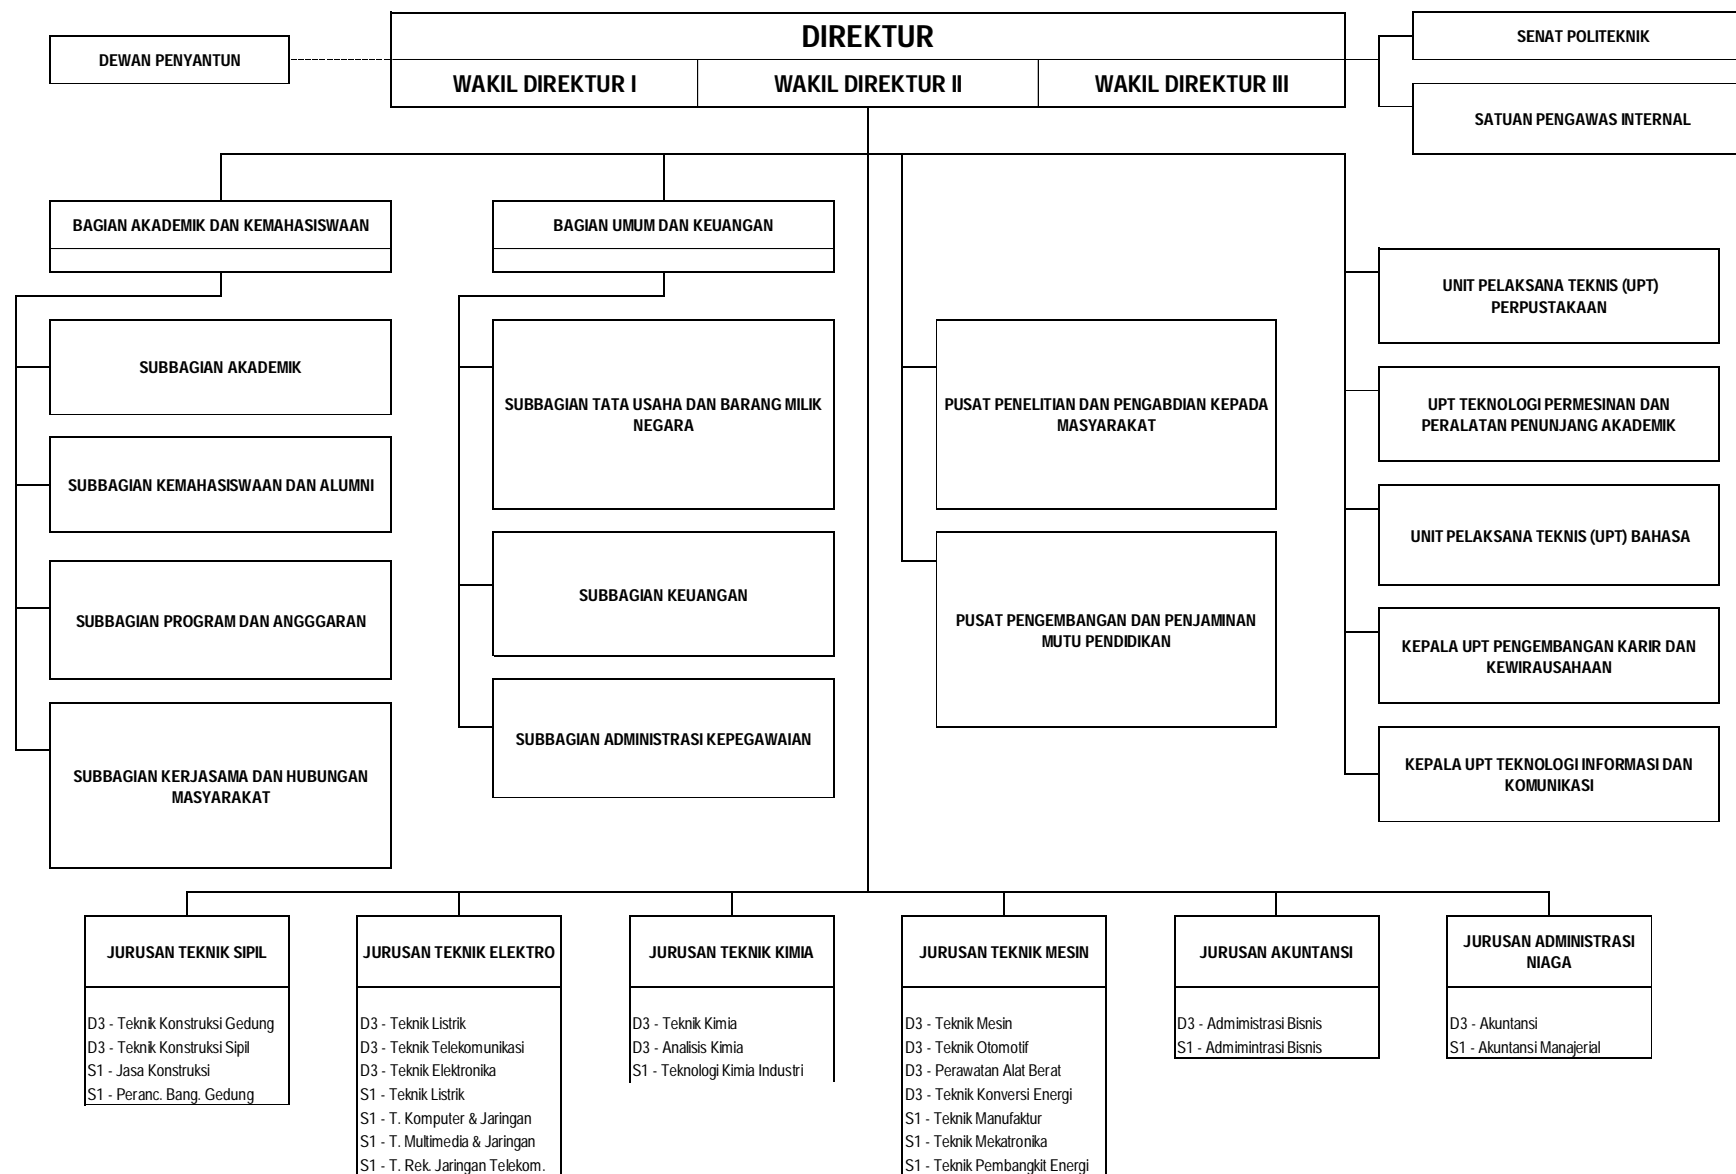 DIREKTUR
WAKIL DIREKTUR I
WAKIL DIREKTUR II
WAKIL DIREKTUR III
DEWAN PENYANTUN
SENAT POLITEKNIK
SATUAN PENGAWAS INTERNAL
BAGIAN AKADEMIK DAN KEMAHASISWAAN
SUBBAGIAN AKADEMIK
SUBBAGIAN KEMAHASISWAAN DAN ALUMNI
SUBBAGIAN PROGRAM DAN ANGGGARAN
SUBBAGIAN KERJASAMA DAN HUBUNGAN
MASYARAKAT
BAGIAN UMUM DAN KEUANGAN
SUBBAGIAN TATA USAHA DAN BARANG MILIK
NEGARA
SUBBAGIAN KEUANGAN
SUBBAGIAN ADMINISTRASI KEPEGAWAIAN
PUSAT PENELITIAN DAN PENGABDIAN KEPADA
MASYARAKAT
PUSAT PENGEMBANGAN DAN PENJAMINAN
MUTU PENDIDIKAN
UNIT PELAKSANA TEKNIS (UPT)
PERPUSTAKAAN
UPT TEKNOLOGI PERMESINAN DAN
PERALATAN PENUNJANG AKADEMIK
UNIT PELAKSANA TEKNIS (UPT) BAHASA
KEPALA UPT PENGEMBANGAN KARIR DAN
KEWIRAUSAHAAN
KEPALA UPT TEKNOLOGI INFORMASI DAN
KOMUNIKASI
JURUSAN TEKNIK SIPIL
D3 - Teknik Konstruksi Gedung
D3 - Teknik Konstruksi Sipil
S1 - Jasa Konstruksi
S1 - Peranc. Bang. Gedung
JURUSAN TEKNIK ELEKTRO
D3 - Teknik Listrik
D3 - Teknik Telekomunikasi
D3 - Teknik Elektronika
S1 - Teknik Listrik
S1 - T. Komputer & Jaringan
S1 - T. Multimedia & Jaringan
S1 - T. Rek. Jaringan Telekom.
JURUSAN TEKNIK KIMIA
D3 - Teknik Kimia
D3 - Analisis Kimia
S1 - Teknologi Kimia Industri
JURUSAN TEKNIK MESIN
D3 - Teknik Mesin
D3 - Teknik Otomotif
D3 - Perawatan Alat Berat
D3 - Teknik Konversi Energi
S1 - Teknik Manufaktur
S1 - Teknik Mekatronika
S1 - Teknik Pembangkit Energi
JURUSAN AKUNTANSI
D3 - Admimistrasi Bisnis
S1 - Admimintrasi Bisnis
JURUSAN ADMINISTRASI
NIAGA
D3 - Akuntansi
S1 - Akuntansi Manajerial